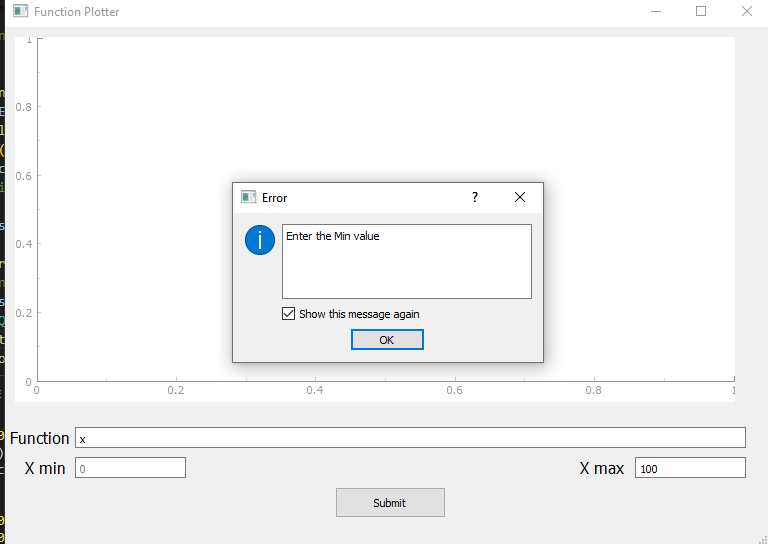 Function Plotter
1
0.8
0.6
0.4
0.2
0
0 0.2 0.4 0.6 0.8 1
Error
?
Enter the Min value
Show this message again
OK
Function x
X min 0 X max 100
Submit